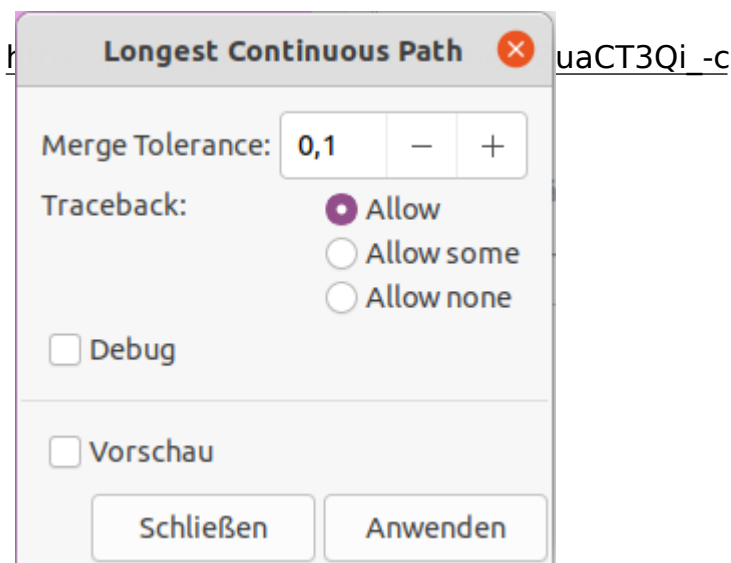 Longest Continuous Path
uaCT3Qi_-c
Merge Tolerance: 0,1 − +
Traceback: Allow
Allow some
Allow none
Debug
Vorschau
Schließen Anwenden